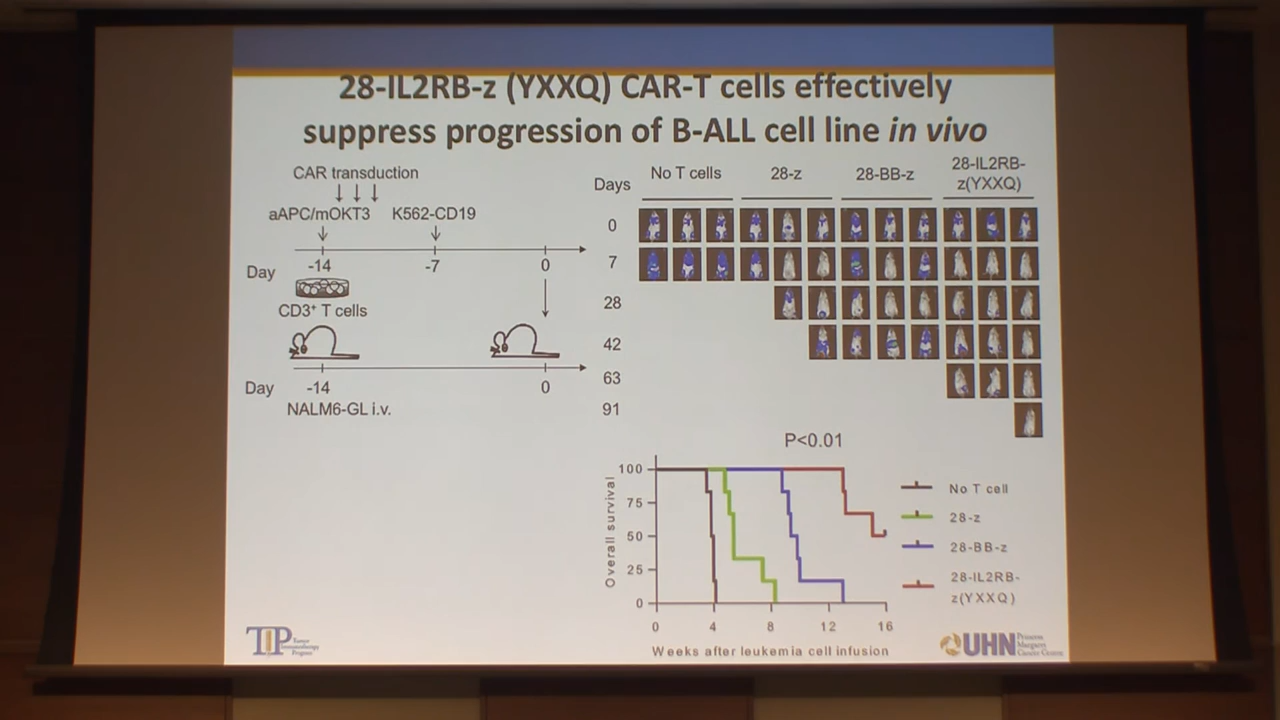 28-IL2RB-z (YXXQ) CAR-T cells effectively
suppress progression of B-ALL cell line in vivo
CAR transduction
aAPC/mOKT3
K562-CD19
Day
-14
-7
0
CD3⁺ T cells
Day
-14
0
NALM6-GL i.v.
Days
No T cells
28-z
28-BB-z
28-IL2RB-
z(YXXQ)
0
7
28
42
63
91
P<0.01
Overall survival
100
75
50
25
0
0
4
8
12
16
Weeks after leukemia cell infusion
No T cell
28-z
28-BB-z
28-IL2RB-
z(YXXQ)
TIP
Tumor
Immunotherapy
Program
UHN
Princess
Margaret
Cancer Centre